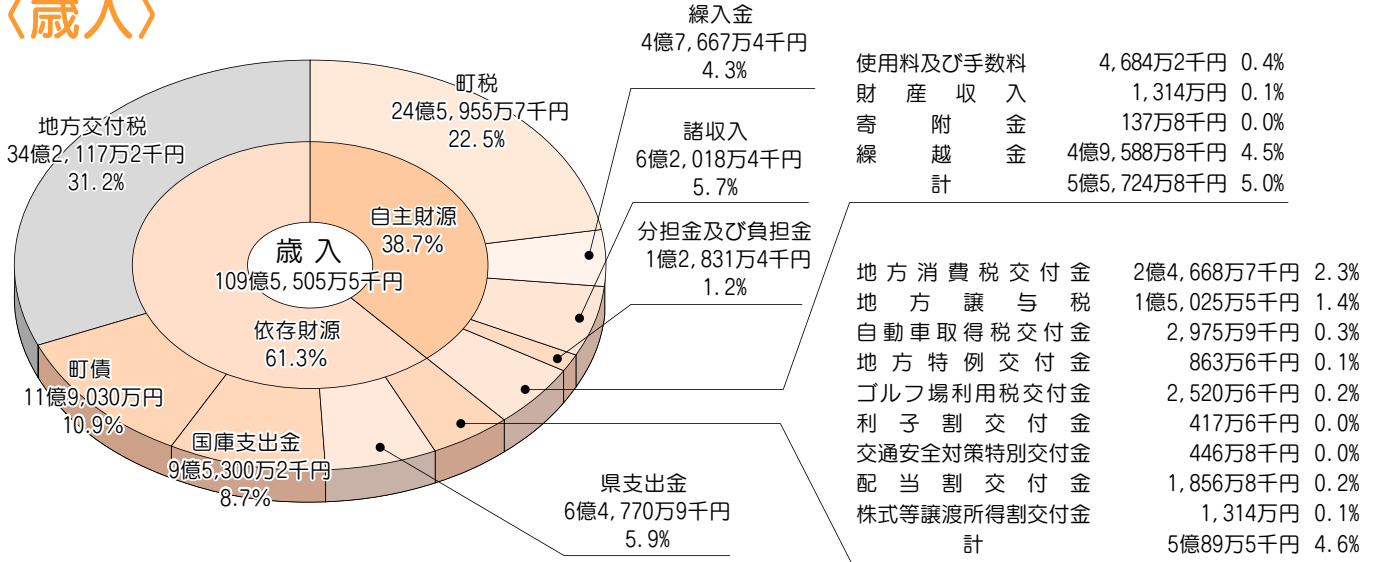 〈歳入〉
繰入金
4億7,667万4千円
4.3%
町税
24億5,955万7千円
22.5%
諸収入
6億2,018万4千円
5.7%
分担金及び負担金
1億2,831万4千円
1.2%
地方交付税
34億2,117万2千円
31.2%
自主財源
38.7%
歳入
109億5,505万5千円
依存財源
61.3%
町債
11億9,030万円
10.9%
国庫支出金
9億5,300万2千円
8.7%
県支出金
6億4,770万9千円
5.9%
使用料及び手数料 4,684万2千円 0.4%
財産収入 1,314万円 0.1%
寄附金 137万8千円 0.0%
繰越金 4億9,588万8千円 4.5%
計 5億5,724万8千円 5.0%
地方消費税交付金 2億4,668万7千円 2.3%
地方譲与税 1億5,025万5千円 1.4%
自動車取得税交付金 2,975万9千円 0.3%
地方特例交付金 863万6千円 0.1%
ゴルフ場利用税交付金 2,520万6千円 0.2%
利子割交付金 417万6千円 0.0%
交通安全対策特別交付金 446万8千円 0.0%
配当割交付金 1,856万8千円 0.2%
株式等譲渡所得割交付金 1,314万円 0.1%
計 5億89万5千円 4.6%